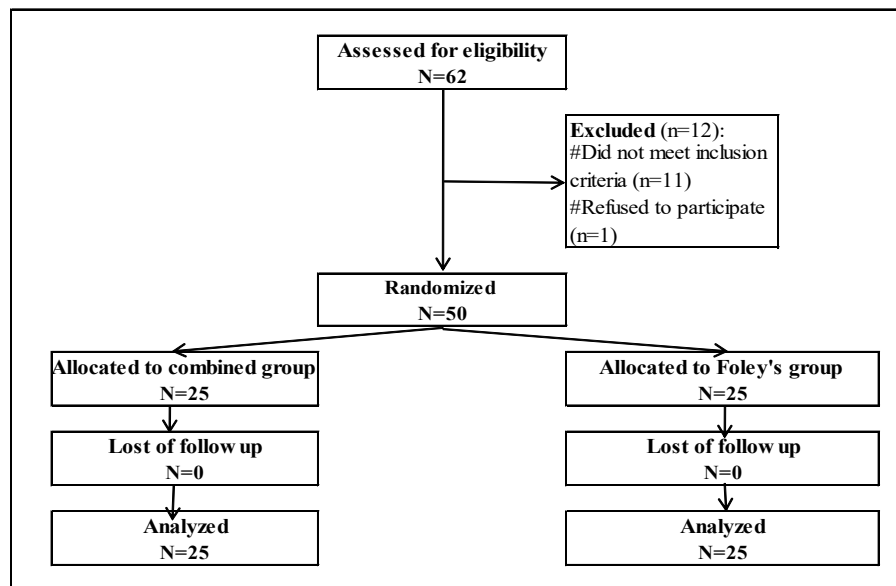 Assessed for eligibility
N=62
Excluded (n=12):
#Did not meet inclusion
criteria (n=11)
#Refused to participate
(n=1)
Randomized
N=50
Allocated to combined group
N=25
Allocated to Foley's group
N=25
Lost of follow up
N=0
Lost of follow up
N=0
Analyzed
N=25
Analyzed
N=25